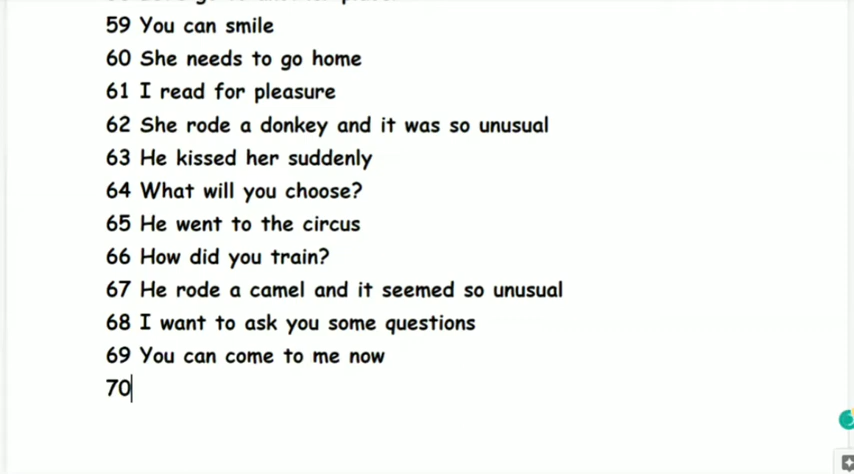 59 You can smile
60 She needs to go home
61 I read for pleasure
62 She rode a donkey and it was so unusual
63 He kissed her suddenly
64 What will you choose?
65 He went to the circus
66 How did you train?
67 He rode a camel and it seemed so unusual
68 I want to ask you some questions
69 You can come to me now
70